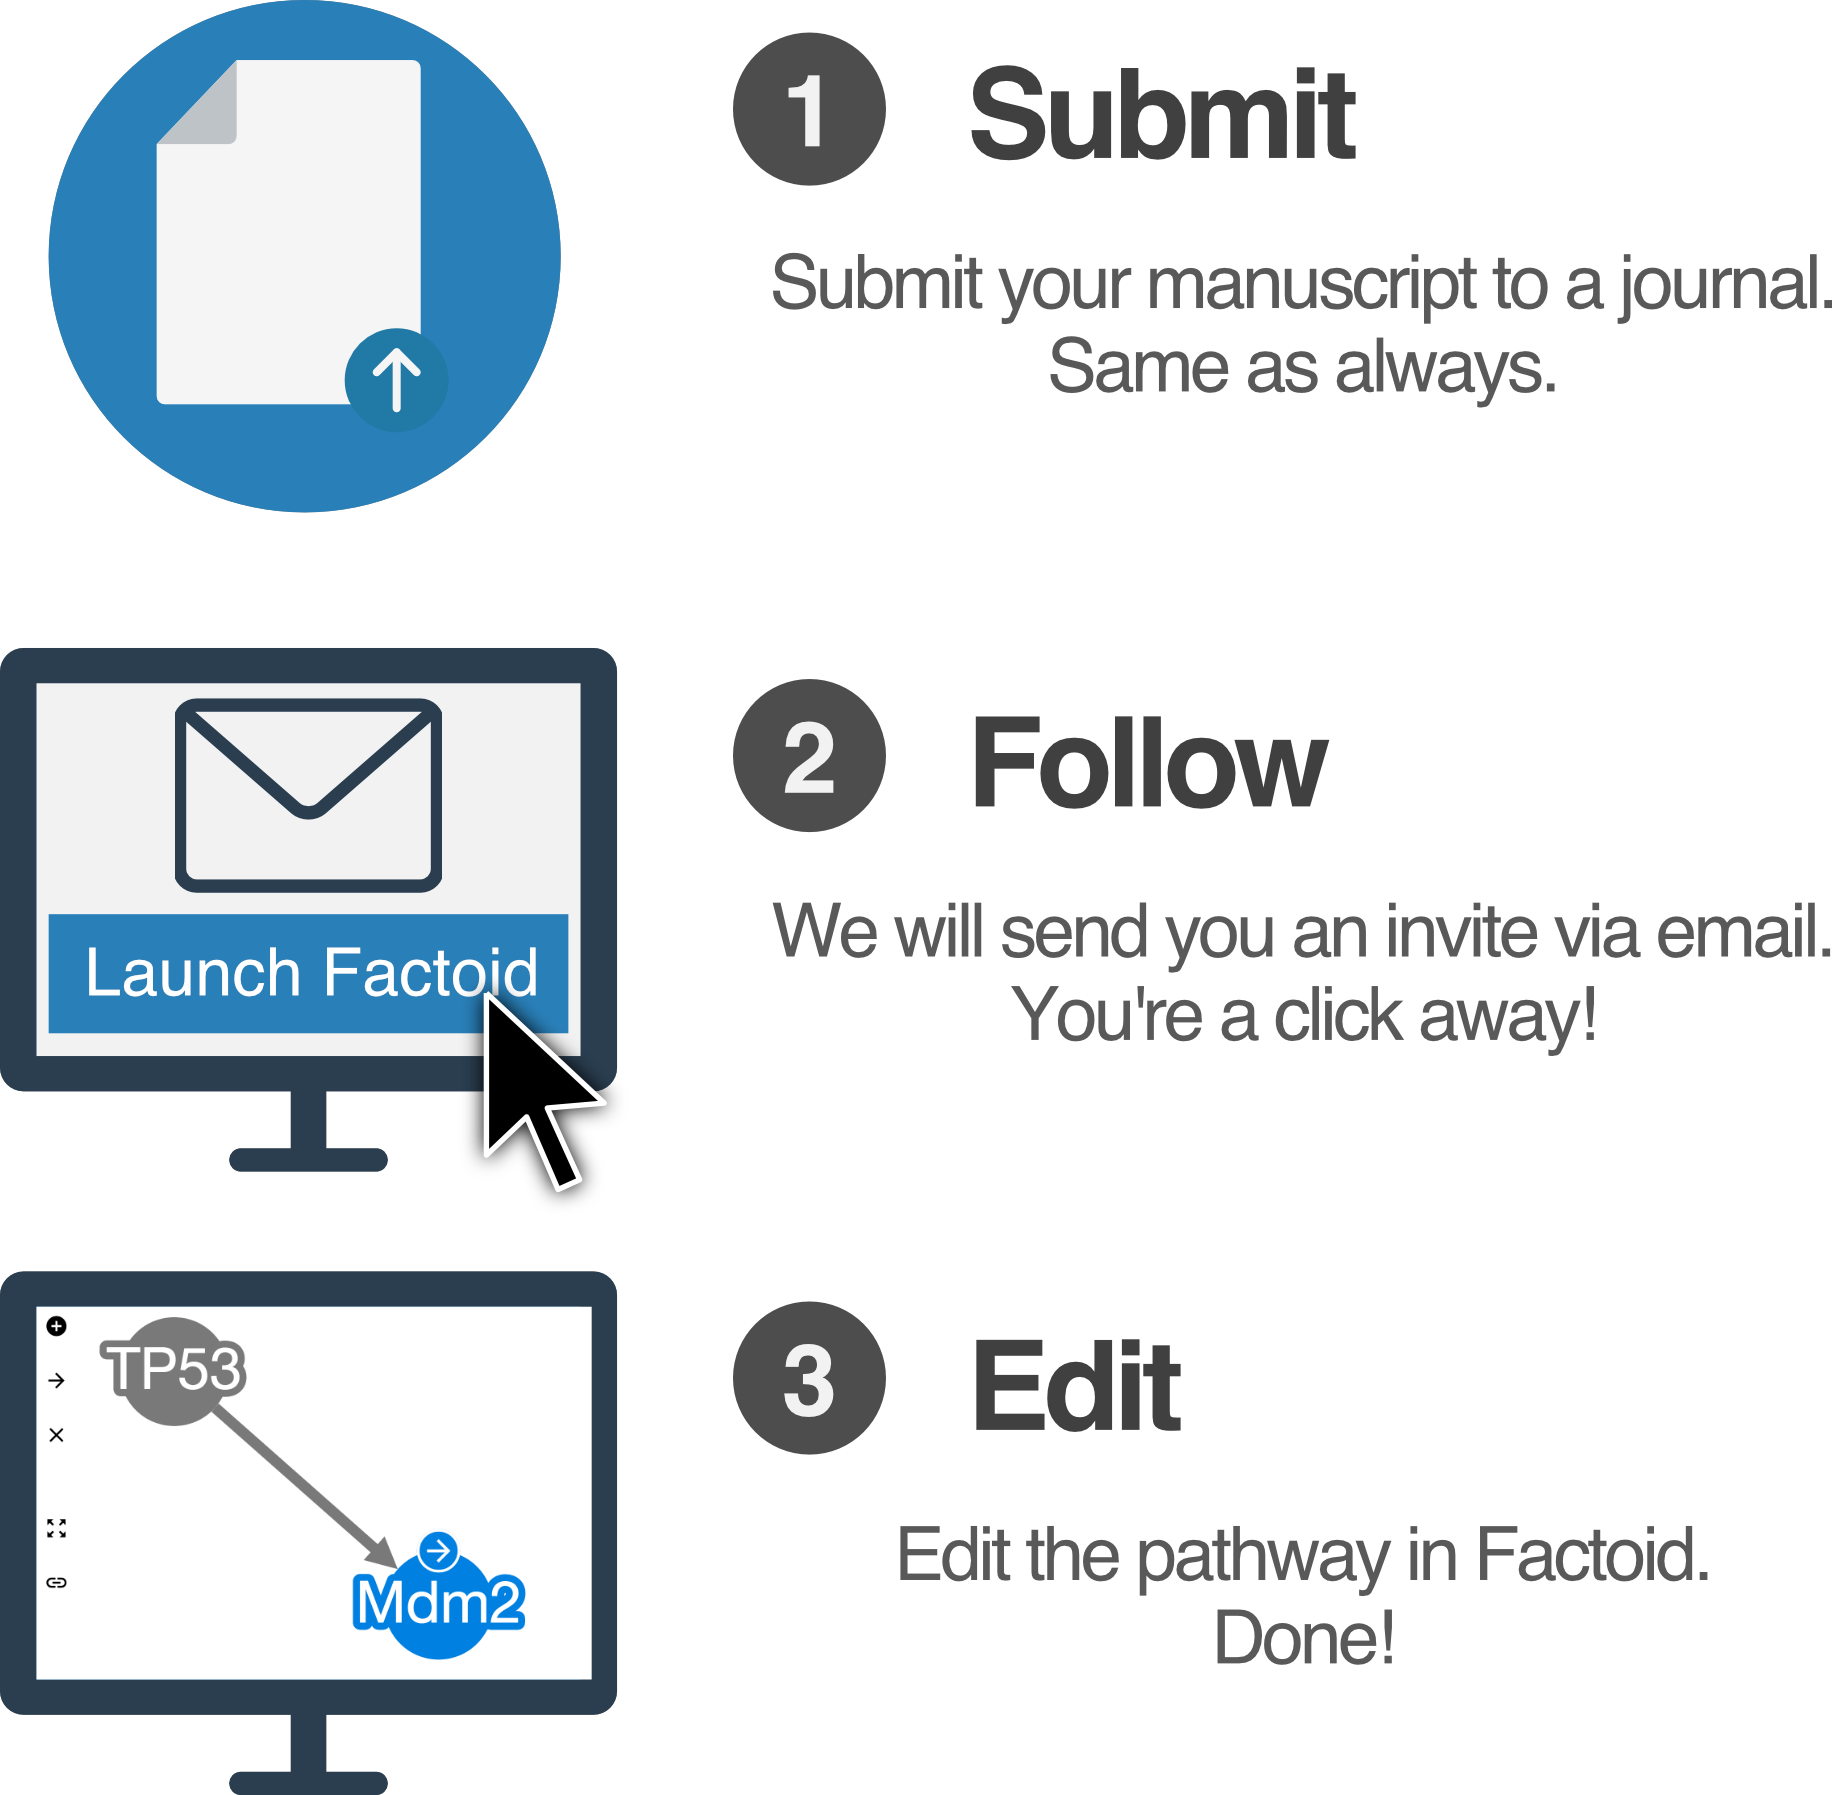 1 Submit
Submit your manuscript to a journal.
Same as always.
Launch Factoid
2 Follow
We will send you an invite via email.
You're a click away!
TP53
Mdm2
3 Edit
Edit the pathway in Factoid.
Done!